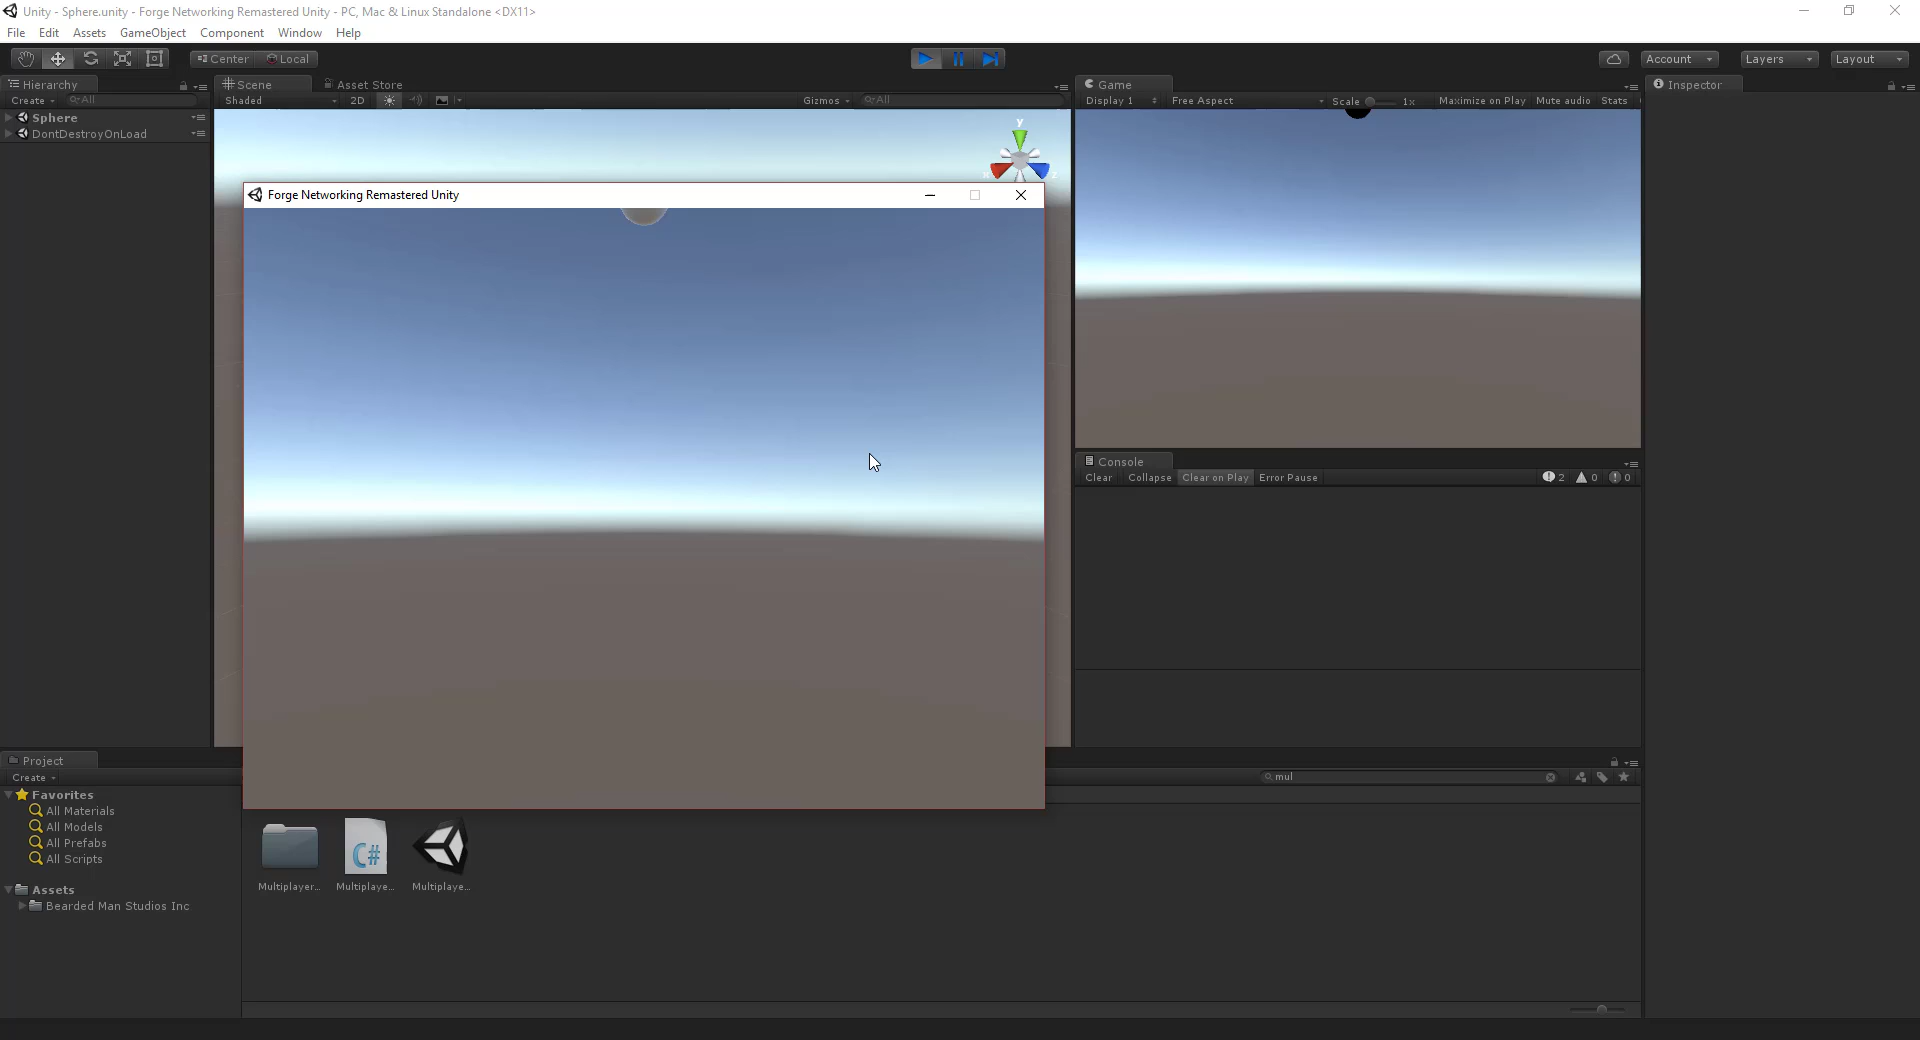 Unity - Sphere.unity - Forge Networking Remastered Unity - PC, Mac & Linux Standalone <DX11>
File Edit Assets GameObject Component Window Help
Center Local Account Layers Layout
Hierarchy Scene Asset Store Game Inspector
Create All Shaded 2D Gizmos All Display 1 Free Aspect Scale 1x Maximize on Play Mute audio Stats
Sphere
DontDestroyOnLoad
y
x z
Forge Networking Remastered Unity
Console
Clear Collapse Clear on Play Error Pause 2 0 0
Project
Create mul
Favorites
All Materials
All Models
All Prefabs
All Scripts
C#
Multiplayer... Multiplaye... Multiplaye...
Assets
Bearded Man Studios Inc